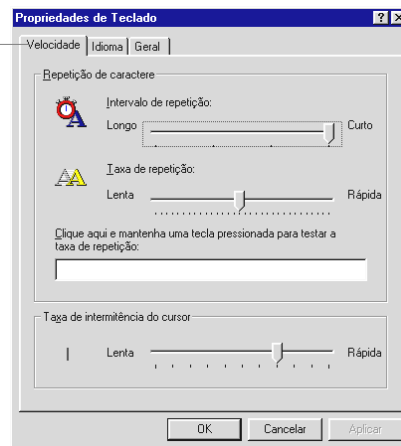 Propriedades de Teclado
Velocidade Idioma Geral
Repetição de caractere
Intervalo de repetição:
Longo Curto
Taxa de repetição:
Lenta Rápida
Clique aqui e mantenha uma tecla pressionada para testar a
taxa de repetição:
Taxa de intermitência do cursor
Lenta Rápida
OK Cancelar Aplicar